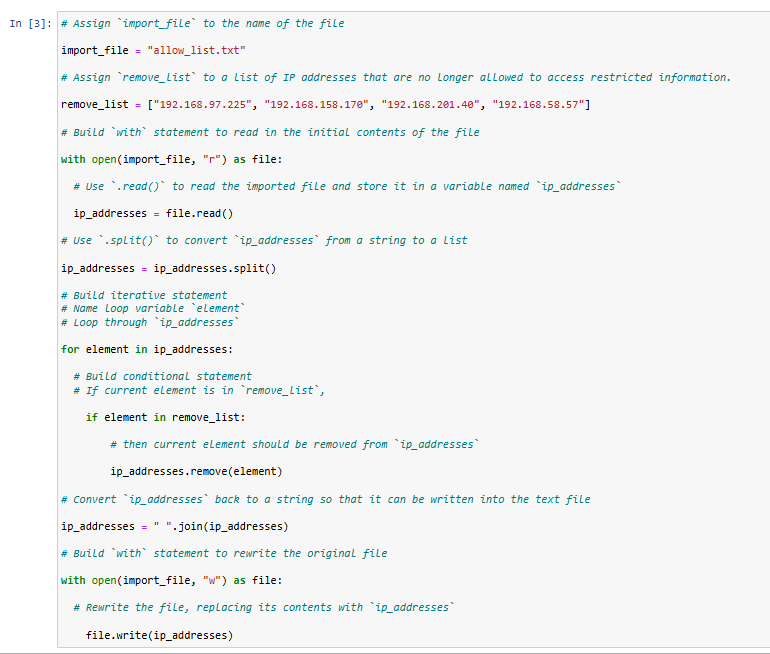 In [3]: # Assign `import_file` to the name of the file
import_file = "allow_list.txt"
# Assign `remove_list` to a list of IP addresses that are no longer allowed to access restricted information.
remove_list = ["192.168.97.225", "192.168.158.170", "192.168.201.40", "192.168.58.57"]
# Build `with` statement to read in the initial contents of the file
with open(import_file, "r") as file:
  # Use `.read()` to read the imported file and store it in a variable named `ip_addresses`
  ip_addresses = file.read()
# Use `.split()` to convert `ip_addresses` from a string to a list
ip_addresses = ip_addresses.split()
# Build iterative statement
# Name loop variable `element`
# Loop through `ip_addresses`
for element in ip_addresses:
  # Build conditional statement
  # If current element is in `remove_list`,
    if element in remove_list:
        # then current element should be removed from `ip_addresses`
        ip_addresses.remove(element)
# Convert `ip_addresses` back to a string so that it can be written into the text file
ip_addresses = " ".join(ip_addresses)
# Build `with` statement to rewrite the original file
with open(import_file, "w") as file:
  # Rewrite the file, replacing its contents with `ip_addresses`
    file.write(ip_addresses)